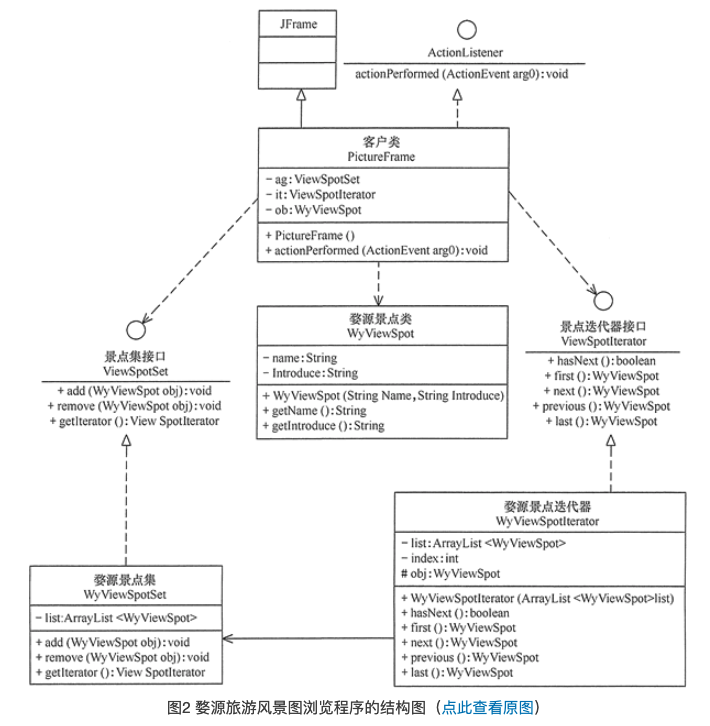 JFrame
ActionListener
actionPerformed (ActionEvent arg0): void
客户类
PictureFrame
- ag: ViewSpotSet
- it: ViewSpotIterator
- ob: WyViewSpot
+ PictureFrame ()
+ actionPerformed (ActionEvent arg0): void
景点集接口
ViewSpotSet
+ add (WyViewSpot obj): void
+ remove (WyViewSpot obj): void
+ getIterator (): View SpotIterator
婺源景点类
WyViewSpot
- name: String
- Introduce: String
+ WyViewSpot (String Name, String Introduce)
+ getName (): String
+ getIntroduce (): String
景点迭代器接口
ViewSpotIterator
+ hasNext (): boolean
+ first (): WyViewSpot
+ next (): WyViewSpot
+ previous (): WyViewSpot
+ last (): WyViewSpot
婺源景点集
WyViewSpotSet
- list: ArrayList <WyViewSpot>
+ add (WyViewSpot obj): void
+ remove (WyViewSpot obj): void
+ getIterator (): View SpotIterator
婺源景点迭代器
WyViewSpotIterator
- list: ArrayList <WyViewSpot>
- index: int
# obj: WyViewSpot
+ WyViewSpotIterator (ArrayList <WyViewSpot>list)
+ hasNext (): boolean
+ first (): WyViewSpot
+ next (): WyViewSpot
+ previous (): WyViewSpot
+ last (): WyViewSpot
图2 婺源旅游风景图浏览程序的结构图（点此查看原图）